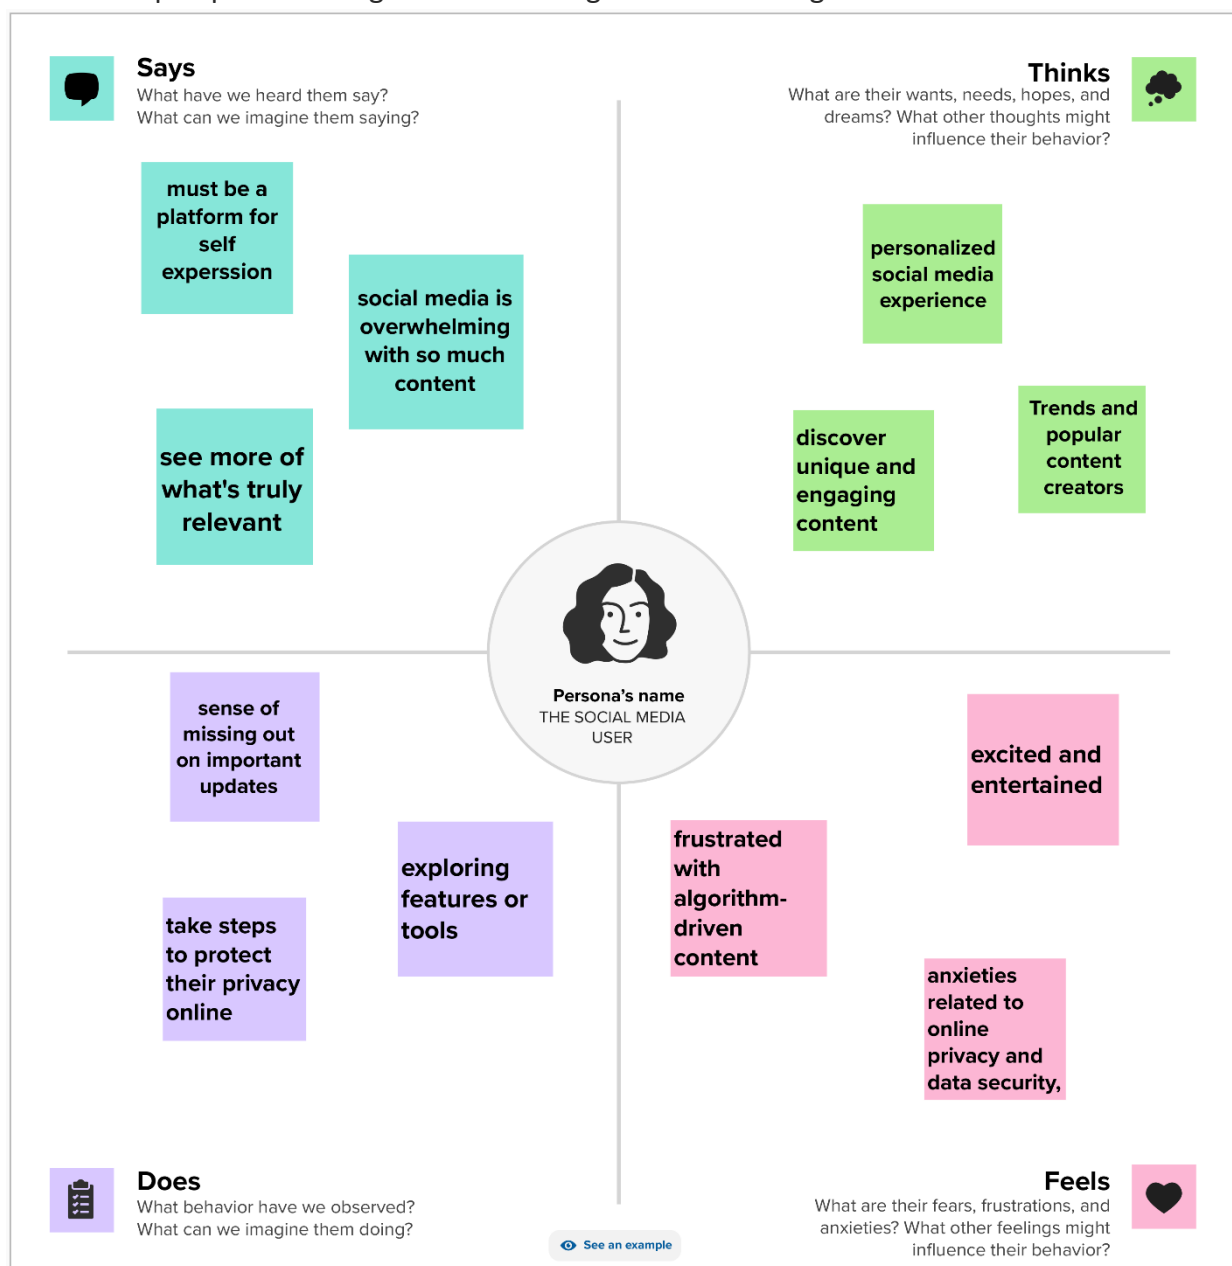 Says
What have we heard them say?
What can we imagine them saying?
must be a
platform for
self
experssion
social media is
overwhelming
with so much
content
see more of
what's truly
relevant
Thinks
What are their wants, needs, hopes, and
dreams? What other thoughts might
influence their behavior?
personalized
social media
experience
discover
unique and
engaging
content
Trends and
popular
content
creators
Persona's name
THE SOCIAL MEDIA
USER
sense of
missing out
on important
updates
exploring
features or
tools
take steps
to protect
their privacy
online
Does
What behavior have we observed?
What can we imagine them doing?
excited and
entertained
frustrated
with
algorithm-
driven
content
anxieties
related to
online
privacy and
data security,
Feels
What are their fears, frustrations, and
anxieties? What other feelings might
influence their behavior?
See an example